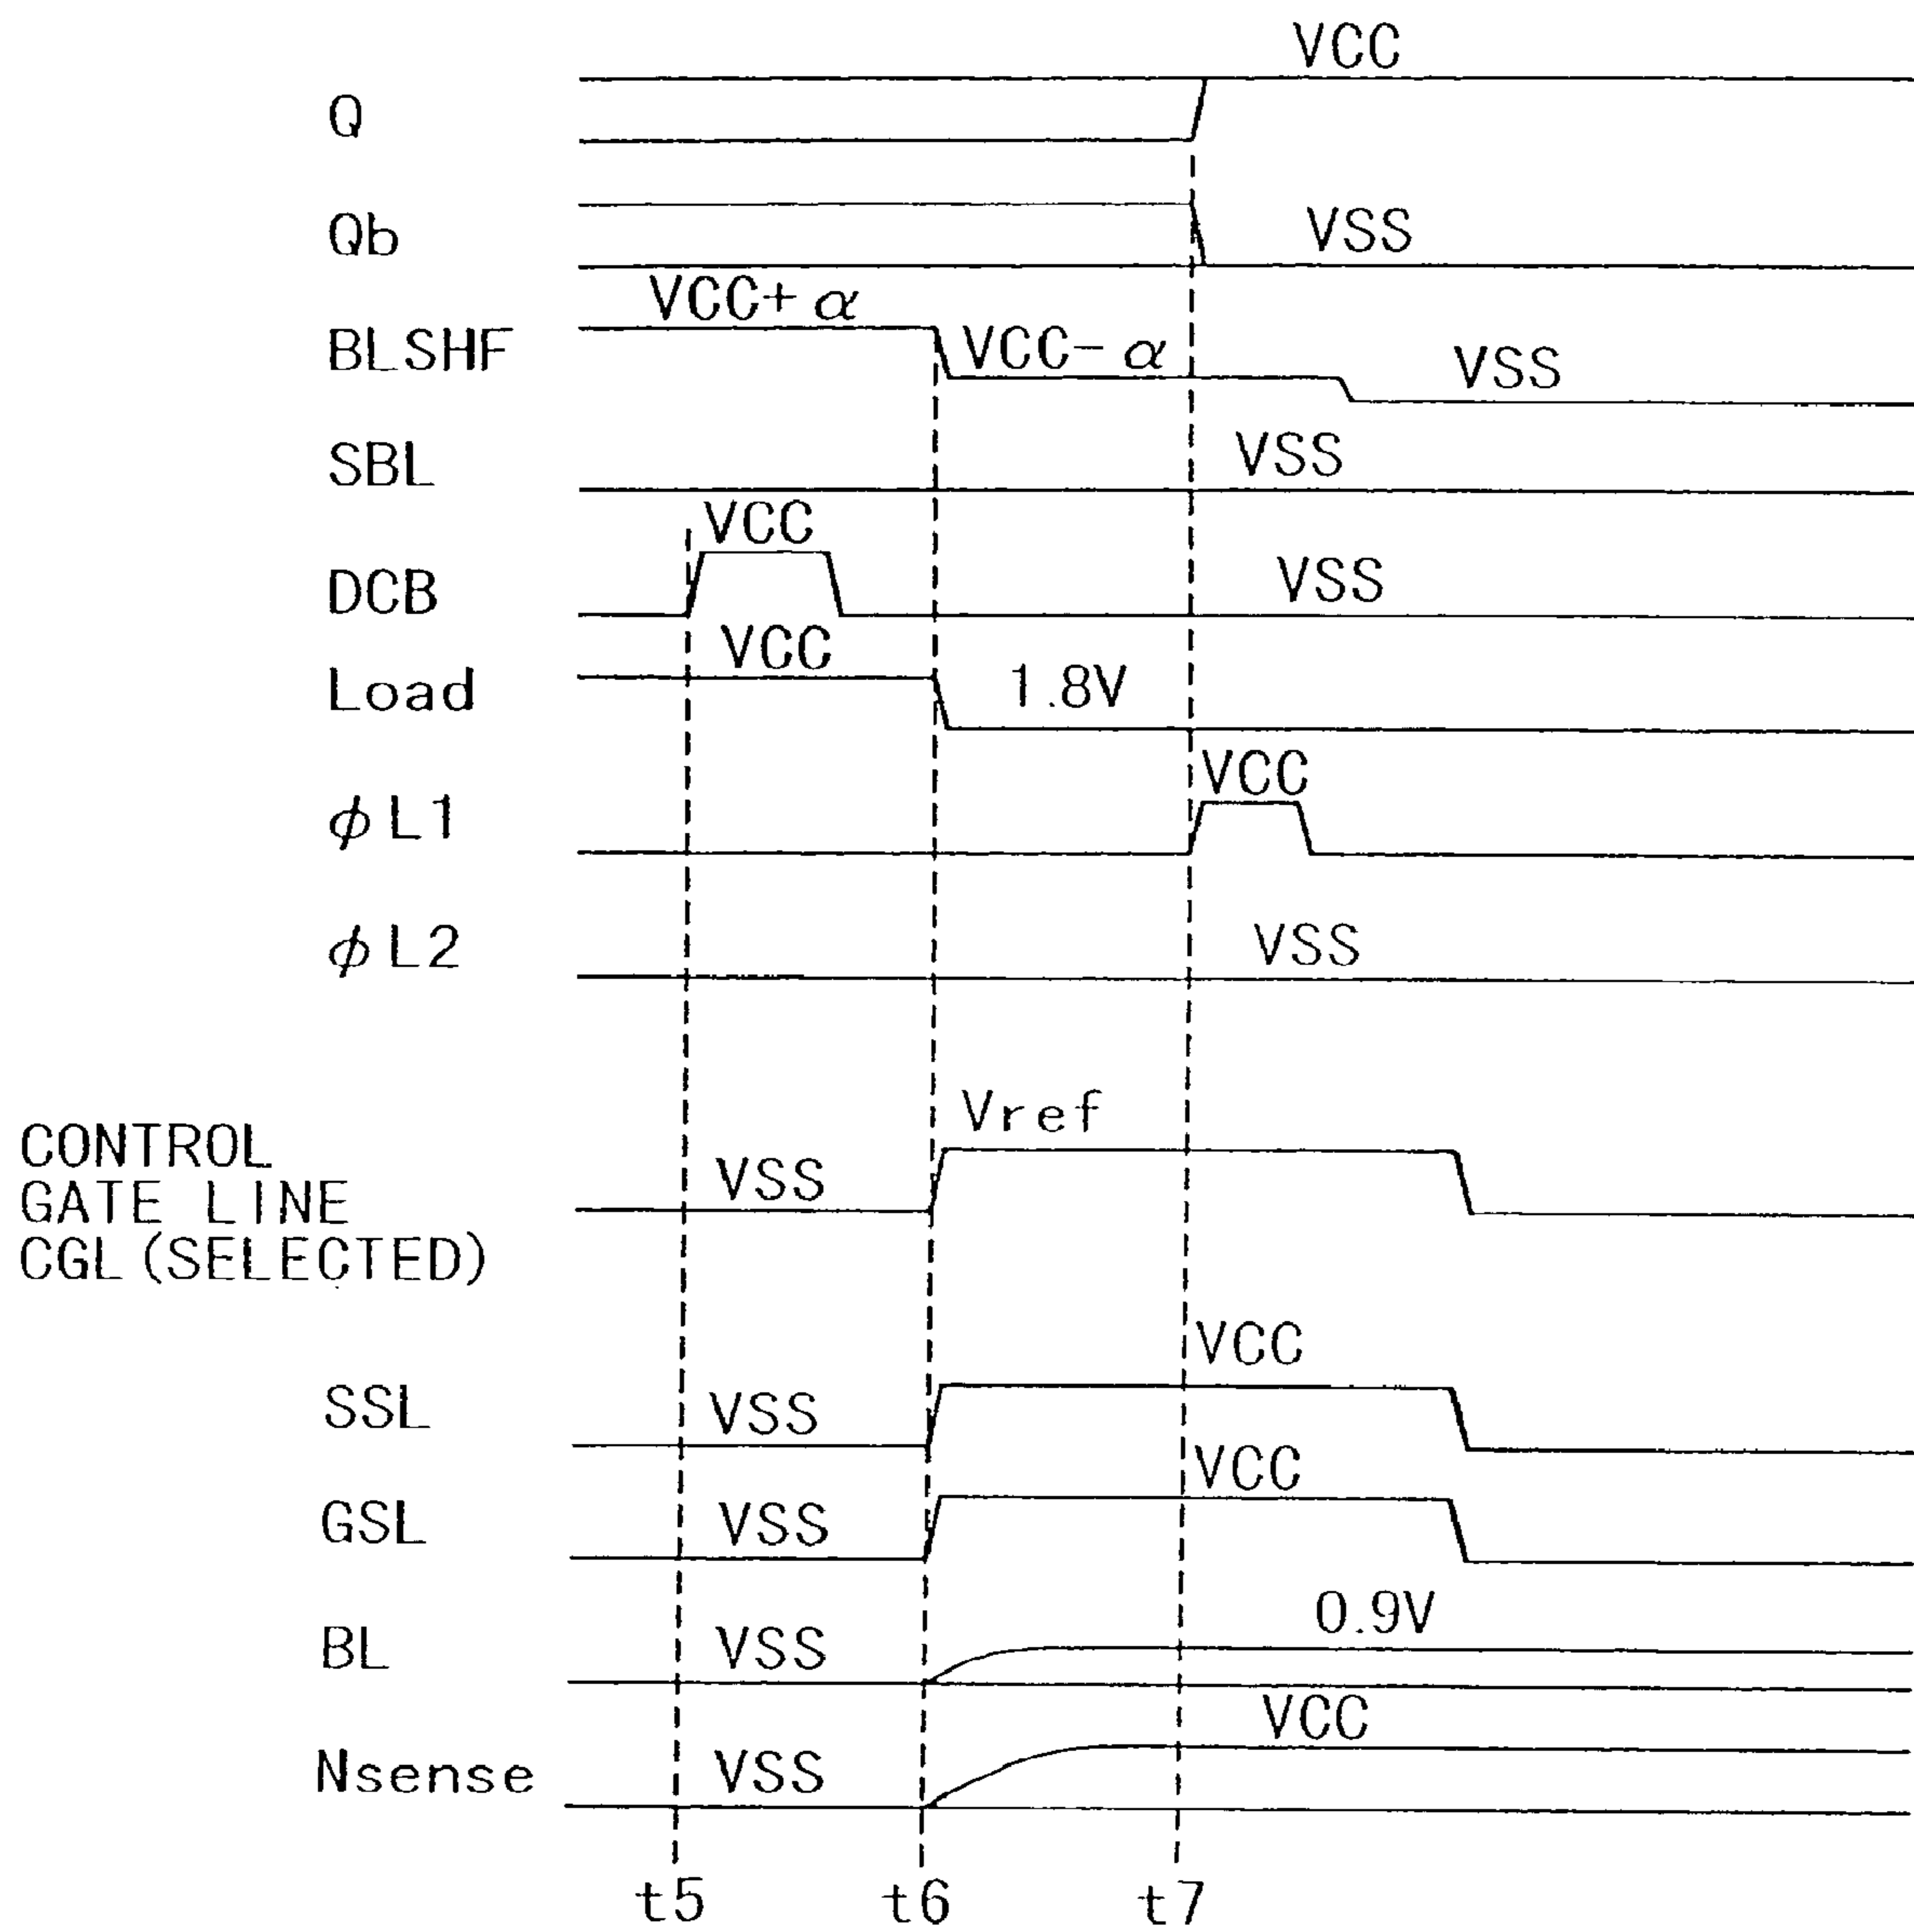 VCC
Q
Qb VSS
VCC+α
BLSHF VCC-α VSS
SBL VSS
VCC
DCB VSS
VCC
Load 1.8V
VCC
φL1
φL2 VSS
Vref
CONTROL
GATE LINE
CGL(SELECTED)
VSS
VCC
SSL VSS
VCC
GSL VSS
0.9V
BL VSS
VCC
Nsense VSS
t5 t6 t7